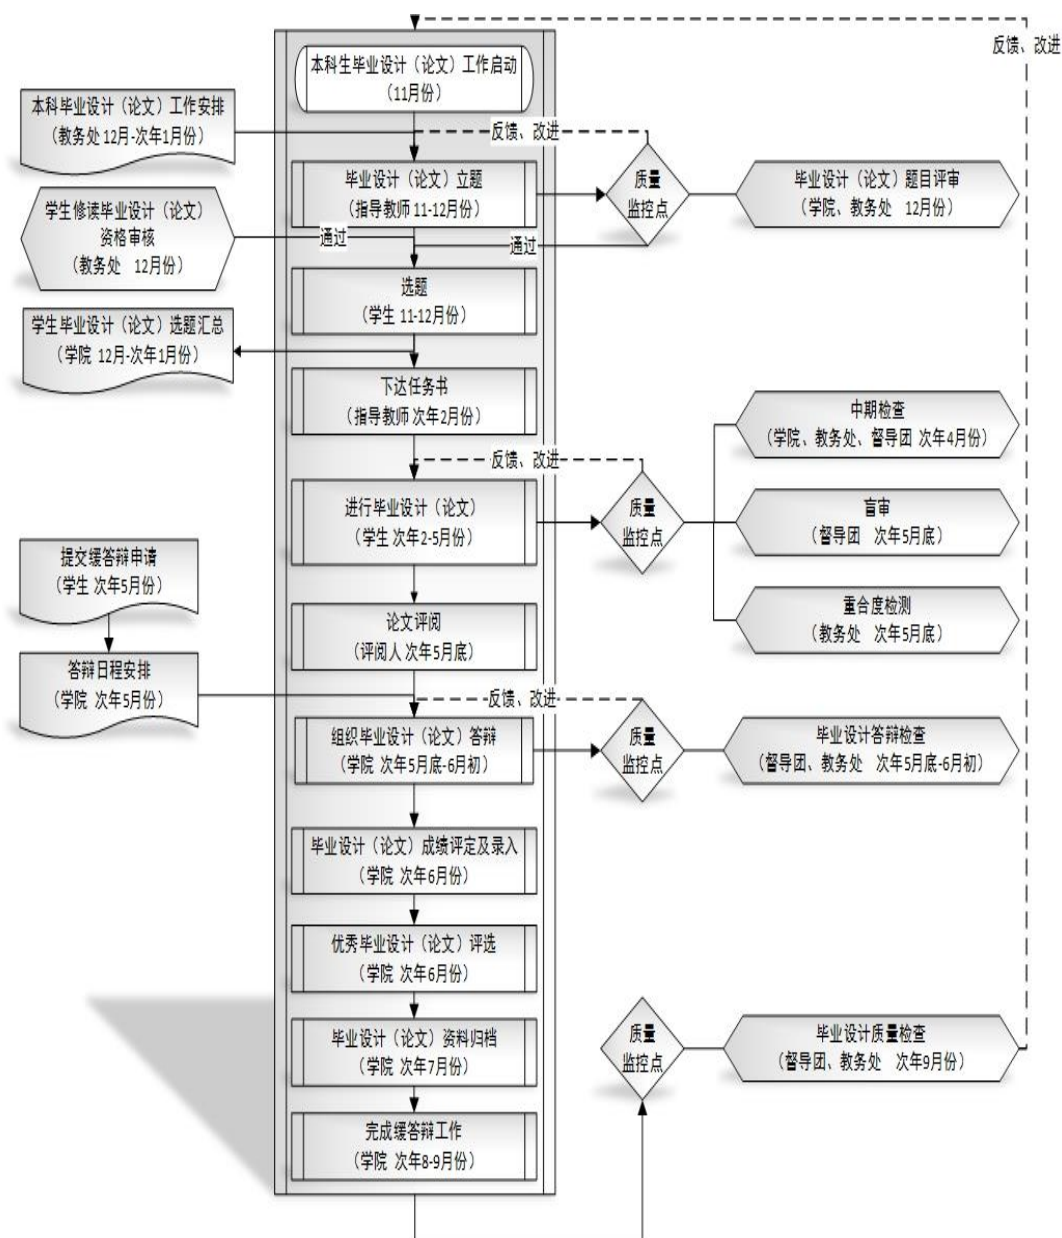 反馈、改进
本科生毕业设计（论文）工作启动
（11月份）
本科毕业设计（论文）工作安排
（教务处 12月-次年1月份）
反馈、改进
毕业设计（论文）立题
（指导教师 11-12月份）
质量
监控点
毕业设计（论文）题目评审
（学院、教务处 12月份）
学生修读毕业设计（论文）
资格审核
（教务处 12月份）
通过
通过
选题
（学生 11-12月份）
学生毕业设计（论文）选题汇总
（学院 12月-次年1月份）
下达任务书
（指导教师 次年2月份）
中期检查
（学院、教务处、督导团 次年4月份）
反馈、改进
进行毕业设计（论文）
（学生 次年2-5月份）
质量
监控点
盲审
（督导团 次年5月底）
提交缓答辩申请
（学生 次年5月份）
论文评阅
（评阅人 次年5月底）
重合度检测
（教务处 次年5月底）
答辩日程安排
（学院 次年5月份）
反馈、改进
组织毕业设计（论文）答辩
（学院 次年5月底-6月初）
质量
监控点
毕业设计答辩检查
（督导团、教务处 次年5月底-6月初）
毕业设计（论文）成绩评定及录入
（学院 次年6月份）
优秀毕业设计（论文）评选
（学院 次年6月份）
毕业设计（论文）资料归档
（学院 次年7月份）
质量
监控点
毕业设计质量检查
（督导团、教务处 次年9月份）
完成缓答辩工作
（学院 次年8-9月份）